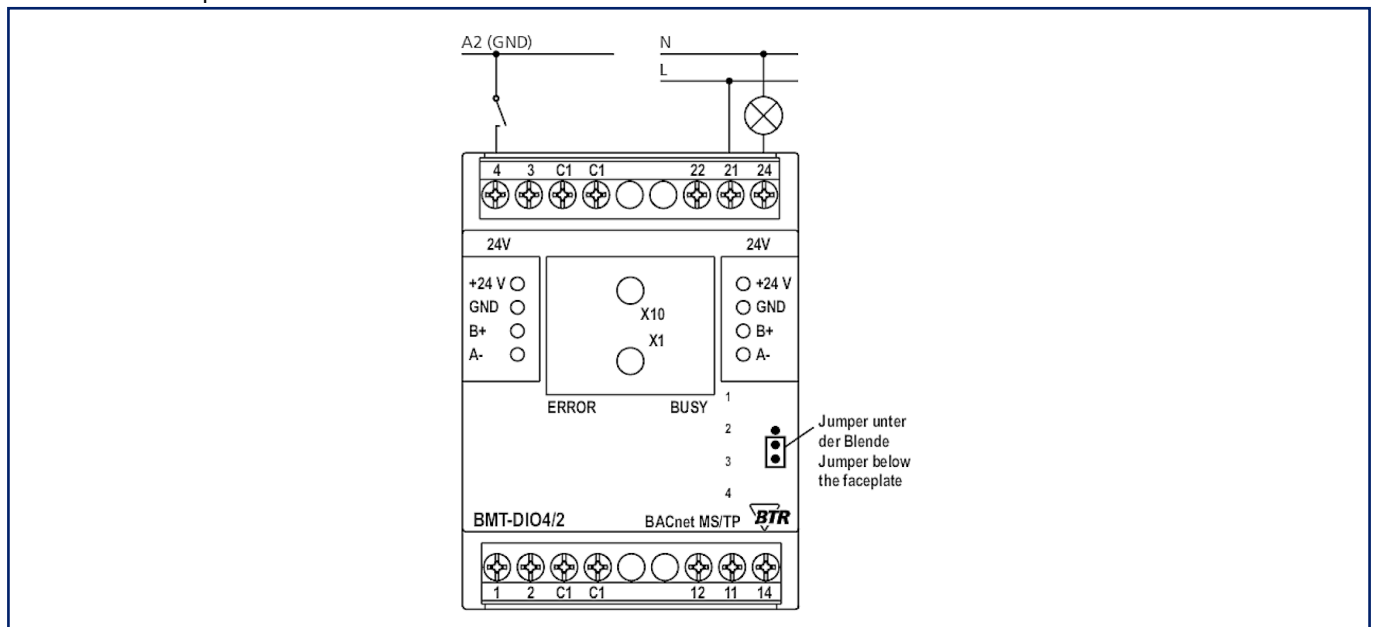 A2 (GND)
N
L
4 3 C1 C1 22 21 24
24V 24V
+24 V +24 V
GND GND
B+ B+
A- A-
X10
X1
ERROR BUSY
1
2
3
4
Jumper unter
der Blende
Jumper below
the faceplate
BMT-DIO4/2 BACnet MS/TP BTR
1 2 C1 C1 12 11 14